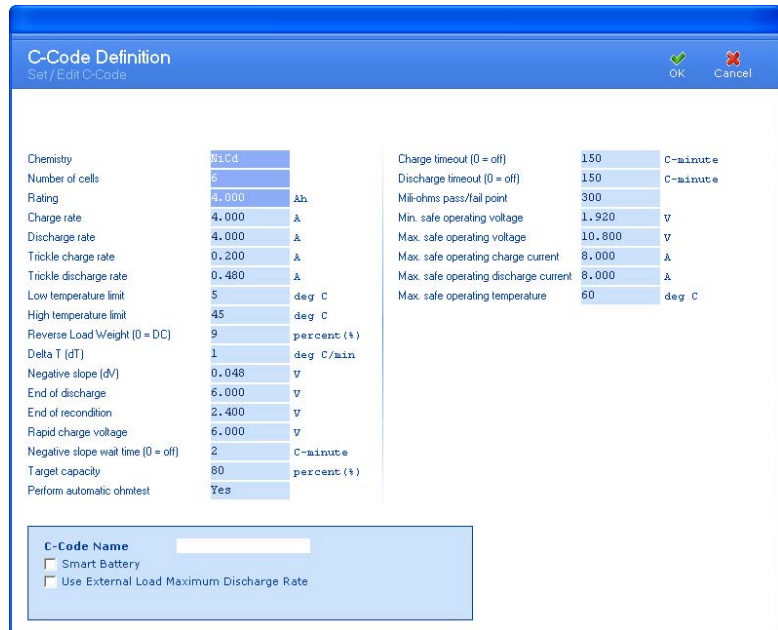 C-Code Definition
Set/Edit C-Code
OK
Cancel
Chemistry NiCd
Number of cells 6
Rating 4.000 Ah
Charge rate 4.000 A
Discharge rate 4.000 A
Trickle charge rate 0.200 A
Trickle discharge rate 0.480 A
Low temperature limit 5 deg C
High temperature limit 45 deg C
Reverse Load Weight (0 = DC) 9 percent(%)
Delta T (dT) 1 deg C/min
Negative slope (dV) 0.048 V
End of discharge 6.000 V
End of recondition 2.400 V
Rapid charge voltage 6.000 V
Negative slope wait time (0 = off) 2 C-minute
Target capacity 80 percent(%)
Perform automatic ohmtest Yes
Charge timeout (0 = off) 150 C-minute
Discharge timeout (0 = off) 150 C-minute
Mili-ohms pass/fail point 300
Min. safe operating voltage 1.920 V
Max. safe operating voltage 10.800 V
Max. safe operating charge current 8.000 A
Max. safe operating discharge current 8.000 A
Max. safe operating temperature 60 deg C
C-Code Name
Smart Battery
Use External Load Maximum Discharge Rate